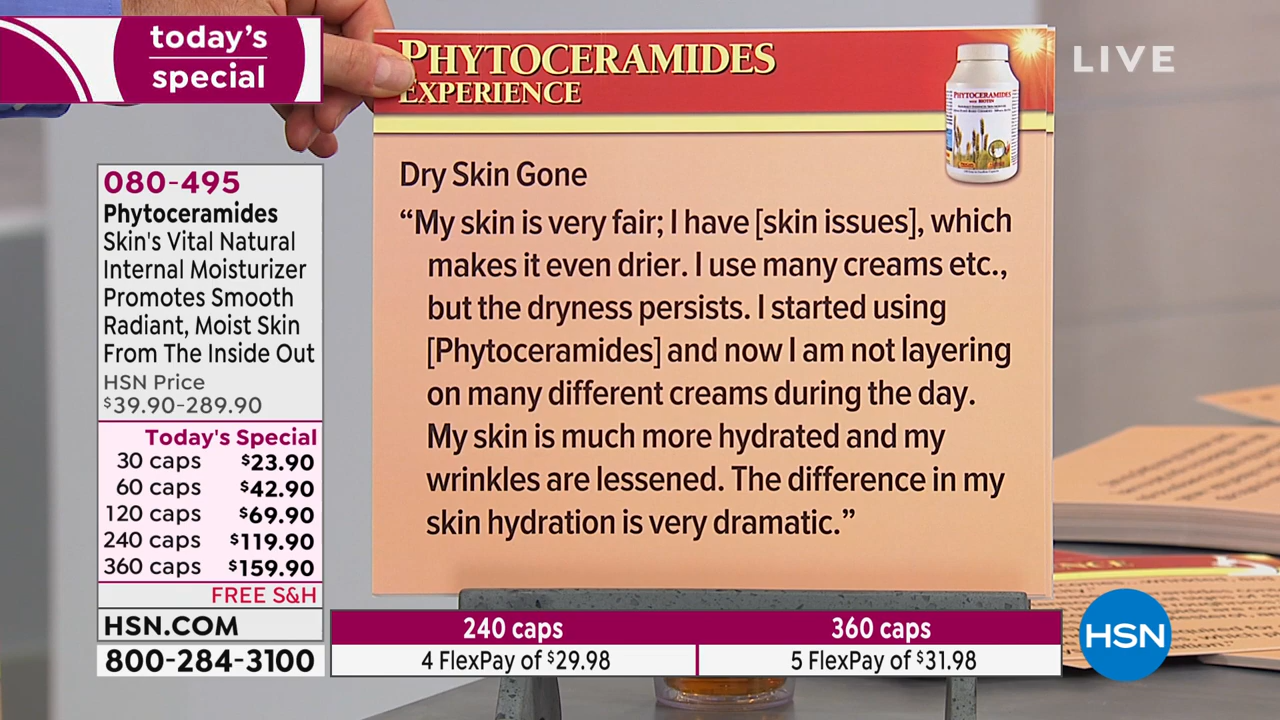 today's
special
LIVE
PHYTOCERAMIDES
EXPERIENCE
PHYTOCERAMIDES
WITH BIOTIN
Dry Skin Gone
“My skin is very fair; I have [skin issues], which
makes it even drier. I use many creams etc.,
but the dryness persists. I started using
[Phytoceramides] and now I am not layering
on many different creams during the day.
My skin is much more hydrated and my
wrinkles are lessened. The difference in my
skin hydration is very dramatic.”
080-495
Phytoceramides
Skin's Vital Natural
Internal Moisturizer
Promotes Smooth
Radiant, Moist Skin
From The Inside Out
HSN Price
$39.90-289.90
Today's Special
30 caps $23.90
60 caps $42.90
120 caps $69.90
240 caps $119.90
360 caps $159.90
FREE S&H
HSN.COM
800-284-3100
240 caps 360 caps
4 FlexPay of $29.98 5 FlexPay of $31.98
HSN